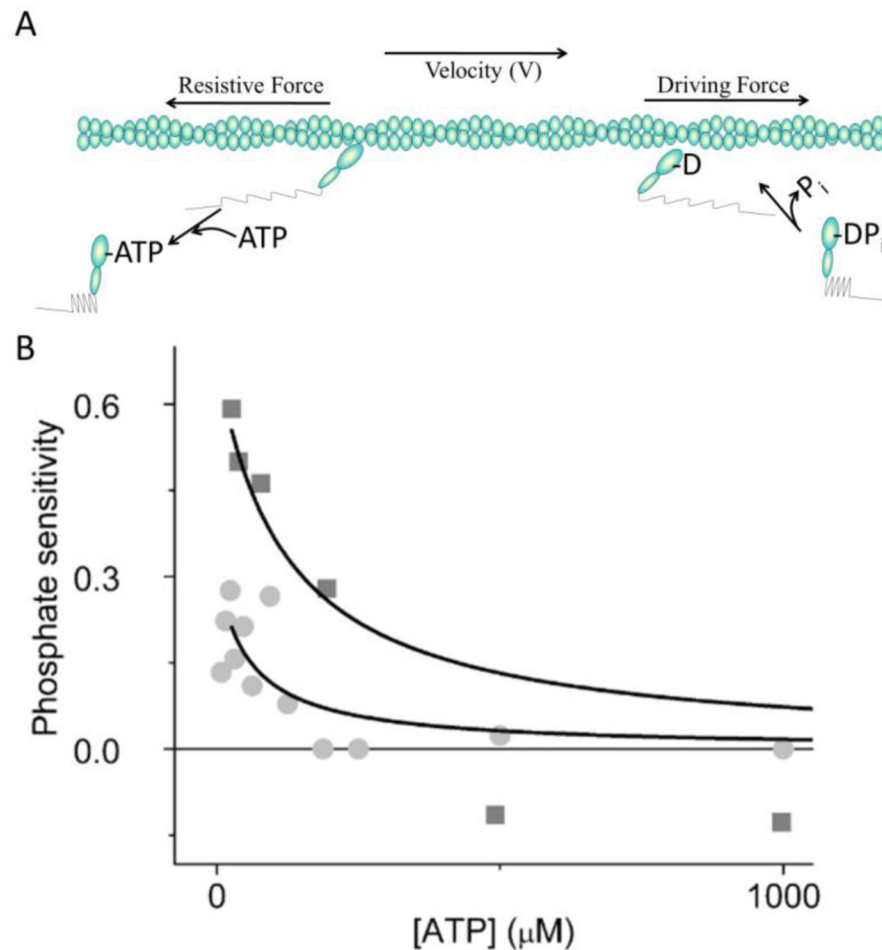 A
Velocity (V)
Resistive Force
Driving Force
-D
Pi
-ATP
ATP
-DPi
B
Phosphate sensitivity
0.6
0.3
0.0
0
1000
[ATP] (μM)